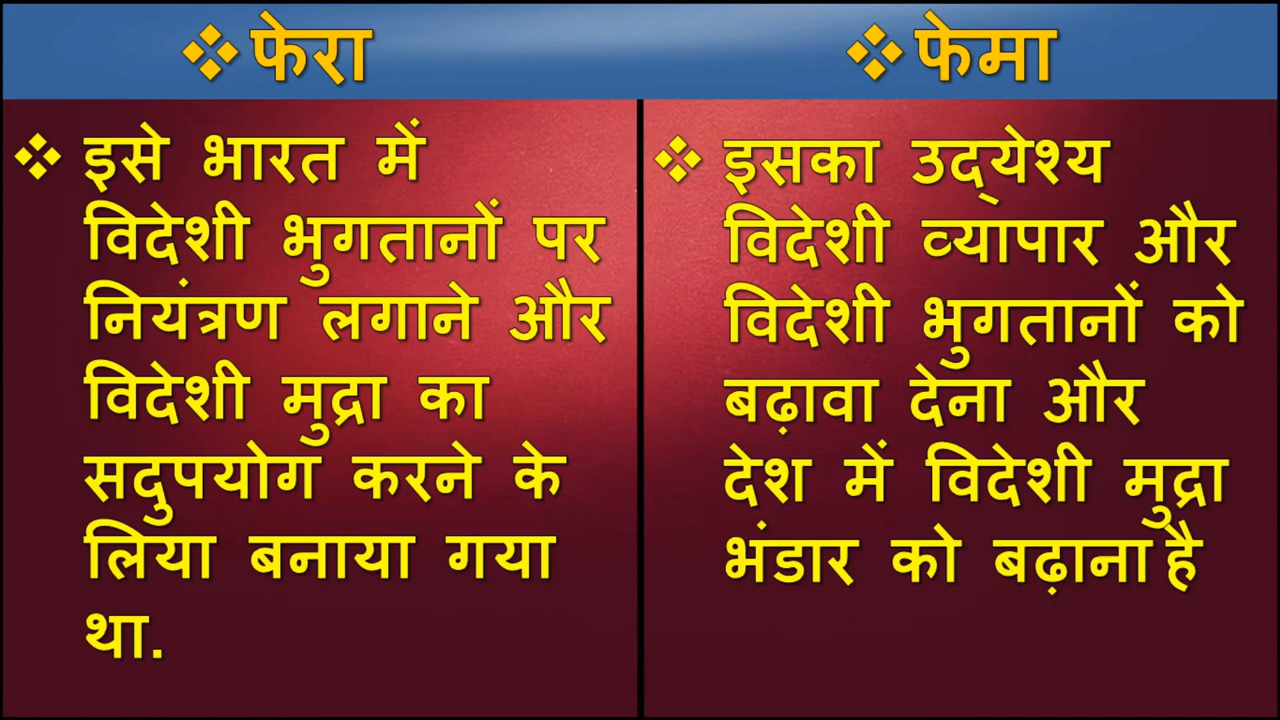 ❖फेरा
❖फेमा
❖ इसे भारत में
विदेशी भुगतानों पर
नियंत्रण लगाने और
विदेशी मुद्रा का
सदुपयोग करने के
लिया बनाया गया
था.
❖ इसका उद्येश्य
विदेशी व्यापार और
विदेशी भुगतानों को
बढ़ावा देना और
देश में विदेशी मुद्रा
भंडार को बढ़ाना है